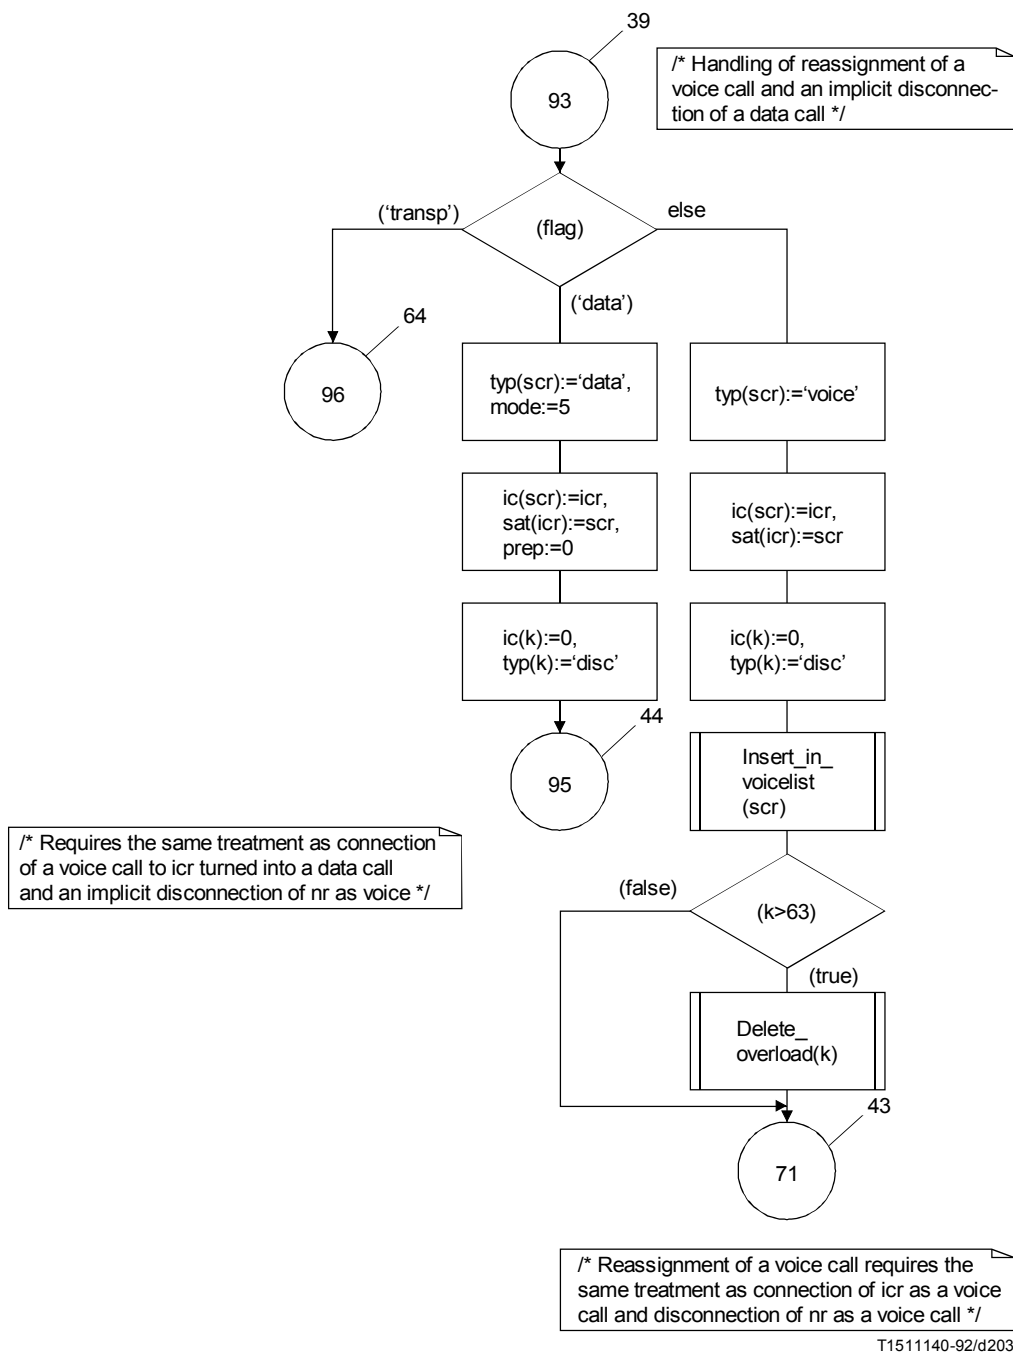 39
/* Handling of reassignment of a
voice call and an implicit disconnec-
tion of a data call */
93
(‘transp’)
(flag)
else
(‘data’)
64
96
typ(scr):=‘data’,
mode:=5
typ(scr):=‘voice’
ic(scr):=icr,
sat(icr):=scr,
prep:=0
ic(scr):=icr,
sat(icr):=scr
ic(k):=0,
typ(k):=‘disc’
ic(k):=0,
typ(k):=‘disc’
44
95
Insert_in_
voicelist
(scr)
/* Requires the same treatment as connection
of a voice call to icr turned into a data call
and an implicit disconnection of nr as voice */
(false)
(k>63)
(true)
Delete_
overload(k)
43
71
/* Reassignment of a voice call requires the
same treatment as connection of icr as a voice
call and disconnection of nr as a voice call */
T1511140-92/d203